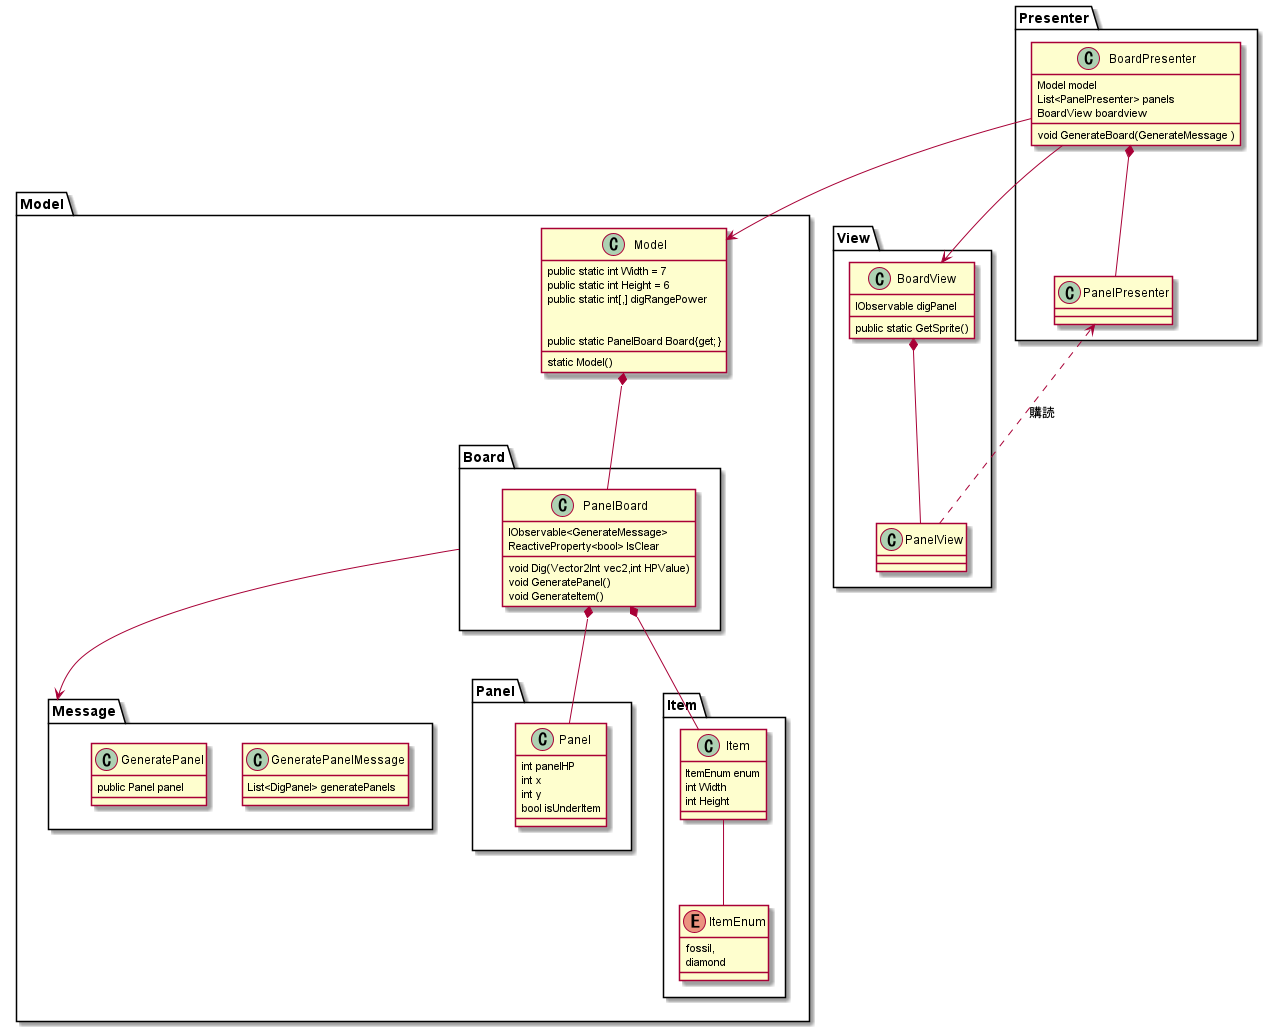 Presenter
C BoardPresenter
Model model
List<PanelPresenter> panels
BoardView boardview
void GenerateBoard(GenerateMessage )
C PanelPresenter
View
C BoardView
IObservable digPanel
public static GetSprite()
購読
C PanelView
Model
C Model
public static int Width = 7
public static int Height = 6
public static int[,] digRangePower
public static PanelBoard Board{get; }
static Model()
Board
C PanelBoard
IObservable<GenerateMessage>
ReactiveProperty<bool> IsClear
void Dig(Vector2Int vec2,int HPValue)
void GeneratePanel()
void GenerateItem()
Message
C GeneratePanel
public Panel panel
C GeneratePanelMessage
List<DigPanel> generatePanels
Panel
C Panel
int panelHP
int x
int y
bool isUnderItem
Item
C Item
ItemEnum enum
int Width
int Height
E ItemEnum
fossil,
diamond